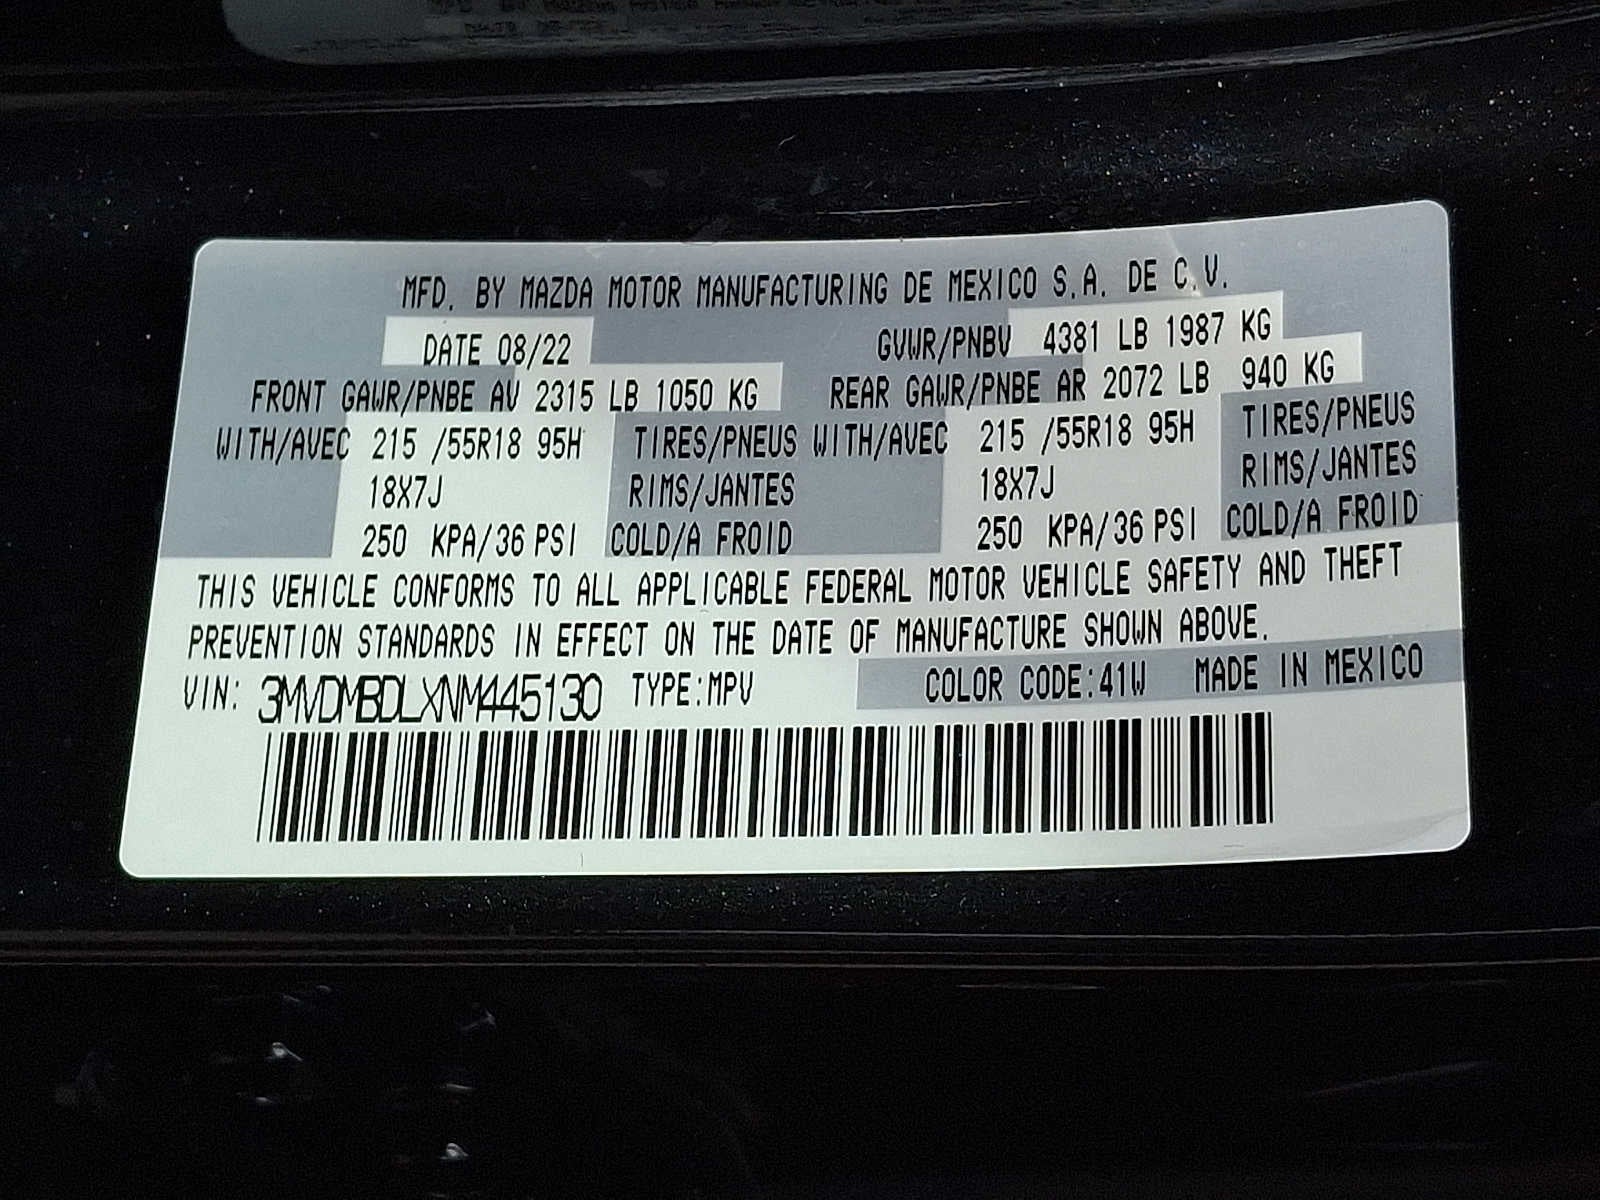 MFD. BY MAZDA MOTOR MANUFACTURING DE MEXICO S.A. DE C.V.
DATE 08/22 GVWR/PNBV 4381 LB 1987 KG
FRONT GAWR/PNBE AV 2315 LB 1050 KG REAR GAWR/PNBE AR 2072 LB 940 KG
WITH/AVEC 215 /55R18 95H TIRES/PNEUS WITH/AVEC 215 /55R18 95H TIRES/PNEUS
18X7J RIMS/JANTES 18X7J RIMS/JANTES
250 KPA/36 PSI COLD/A FROID 250 KPA/36 PSI COLD/A FROID
THIS VEHICLE CONFORMS TO ALL APPLICABLE FEDERAL MOTOR VEHICLE SAFETY AND THEFT
PREVENTION STANDARDS IN EFFECT ON THE DATE OF MANUFACTURE SHOWN ABOVE.
VIN: 3MVDMBDLXNM445130 TYPE:MPV COLOR CODE:41W MADE IN MEXICO